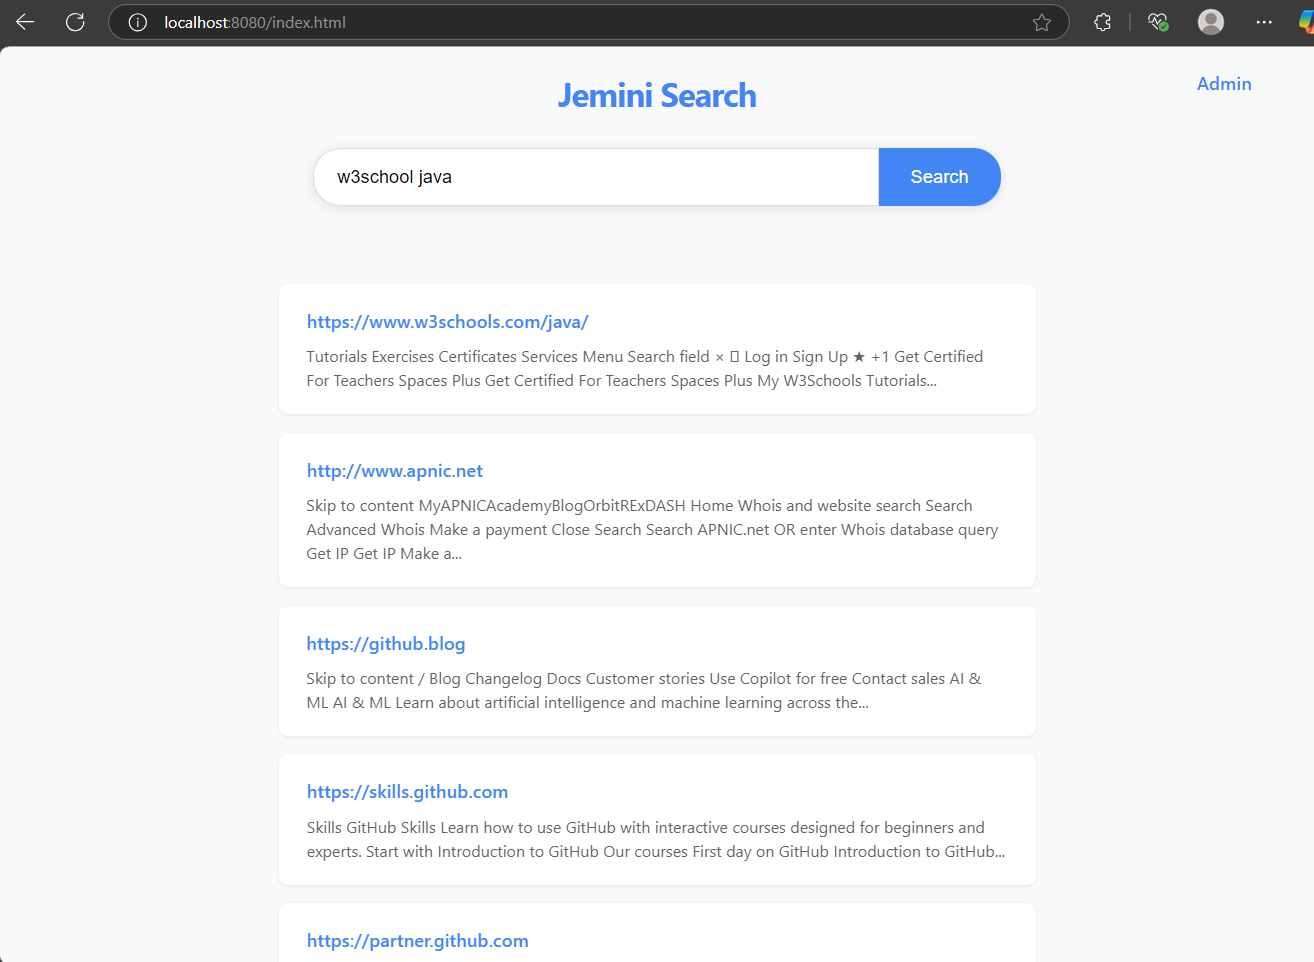 localhost:8080/index.html
Jemini Search
Admin
w3school java
Search
https://www.w3schools.com/java/
Tutorials Exercises Certificates Services Menu Search field × ▯ Log in Sign Up ★ +1 Get Certified
For Teachers Spaces Plus Get Certified For Teachers Spaces Plus My W3Schools Tutorials...
http://www.apnic.net
Skip to content MyAPNICAcademyBlogOrbitRExDASH Home Whois and website search Search
Advanced Whois Make a payment Close Search Search APNIC.net OR enter Whois database query
Get IP Get IP Make a...
https://github.blog
Skip to content / Blog Changelog Docs Customer stories Use Copilot for free Contact sales AI &
ML AI & ML Learn about artificial intelligence and machine learning across the...
https://skills.github.com
Skills GitHub Skills Learn how to use GitHub with interactive courses designed for beginners and
experts. Start with Introduction to GitHub Our courses First day on GitHub Introduction to GitHub...
https://partner.github.com